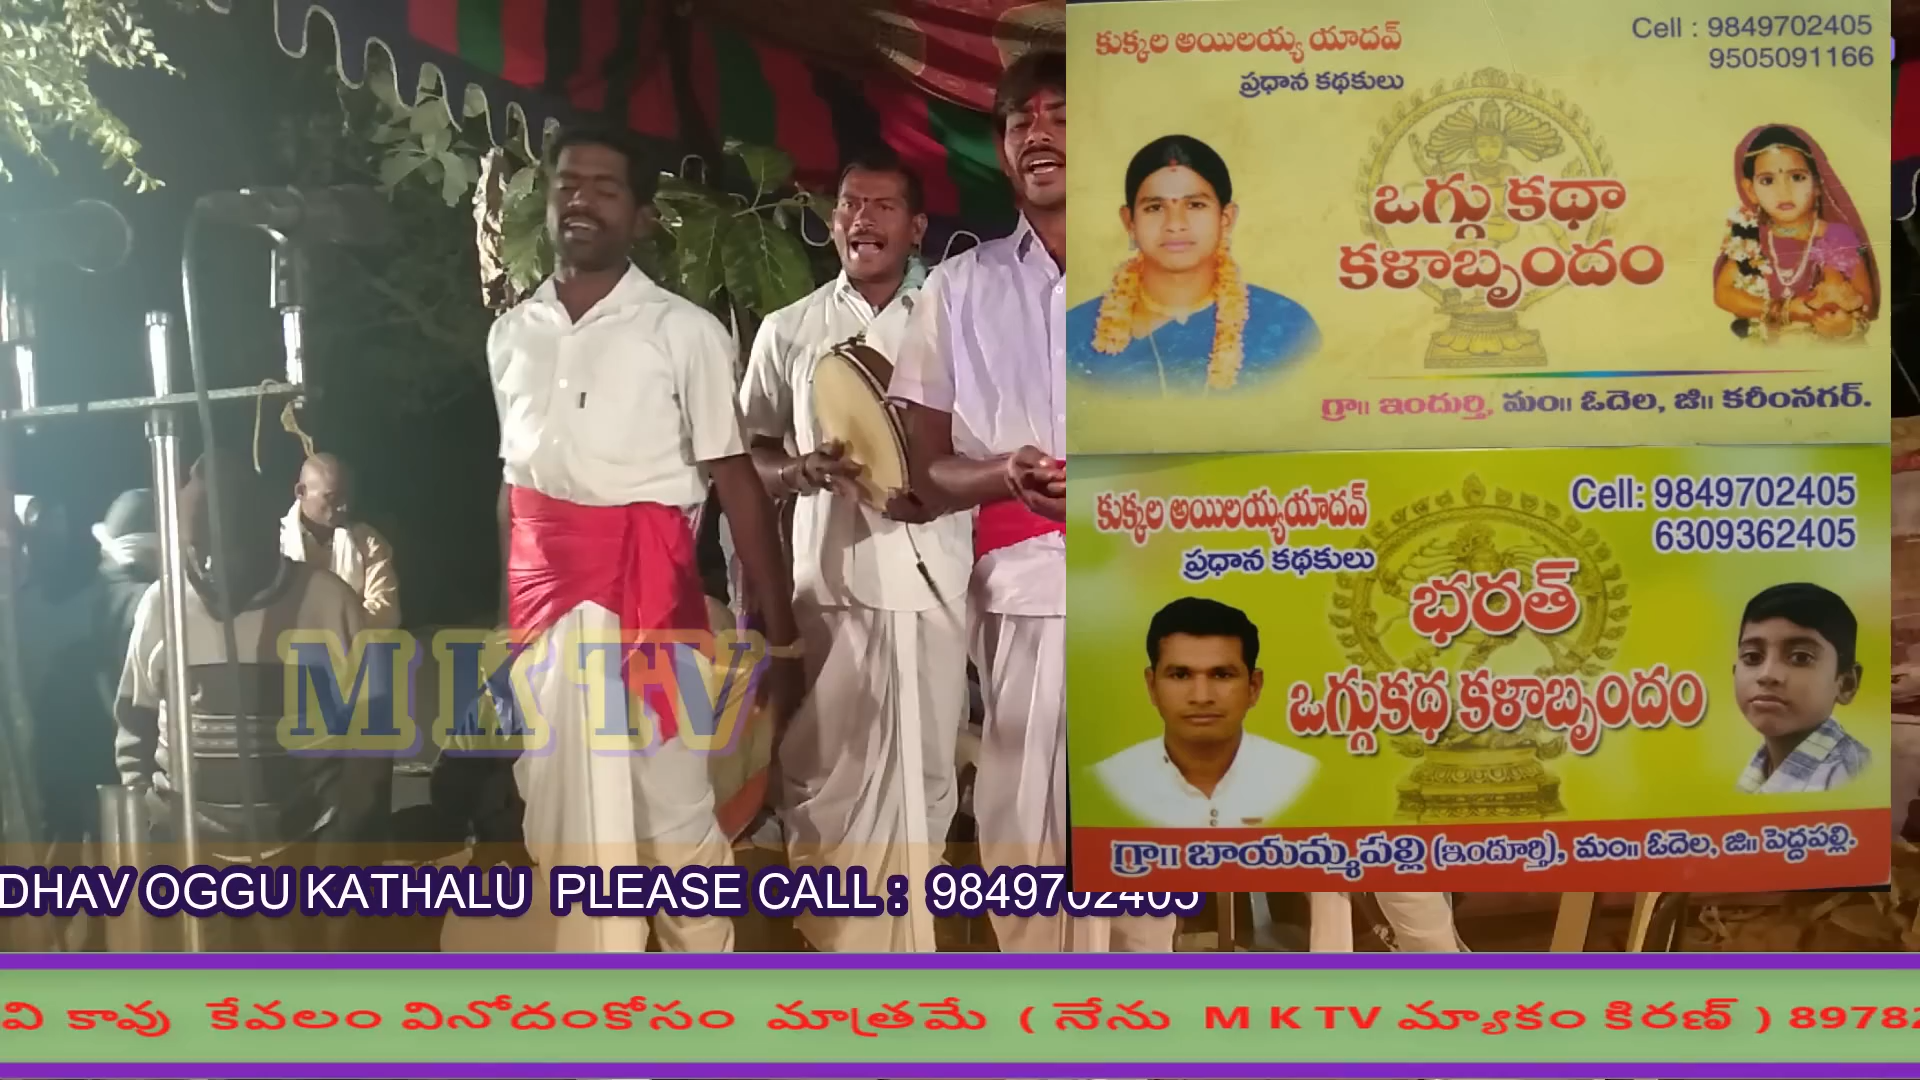 కుక్కల అయిలయ్య యాదవ్
ప్రధాన కథకులు
Cell : 9849702405
9505091166
ఒగ్గు కథా
కళాబృందం
గ్రా॥ ఇందుర్తి, మం॥ ఓదెల, జి॥ కరీంనగర్.
కుక్కల అయిలయ్యయాదవ్
ప్రధాన కథకులు
Cell: 9849702405
6309362405
భరత్
ఒగ్గుకథ కళాబృందం
గ్రా॥ బాయమ్మపల్లి (ఇందూర్తి), మం॥ ఓదెల, జి॥ పెద్దపల్లి.
M K TV
DHAV OGGU KATHALU PLEASE CALL : 9849702405
వి కావు కేవలం వినోదంకోసం మాత్రమే ( నేను M K TV మ్యాకం కిరణ్ ) 8978